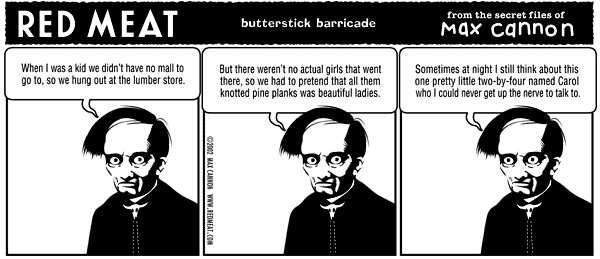 RED MEAT
butterstick barricade
from the secret files of
Max cannon
When I was a kid we didn't have no mall to
go to, so we hung out at the lumber store.
But there weren't no actual girls that went
there, so we had to pretend that all them
knotted pine planks was beautiful ladies.
Sometimes at night I still think about this
one pretty little two-by-four named Carol
who I could never get up the nerve to talk to.
©2002 MAX CANNON WWW.REDMEAT.COM